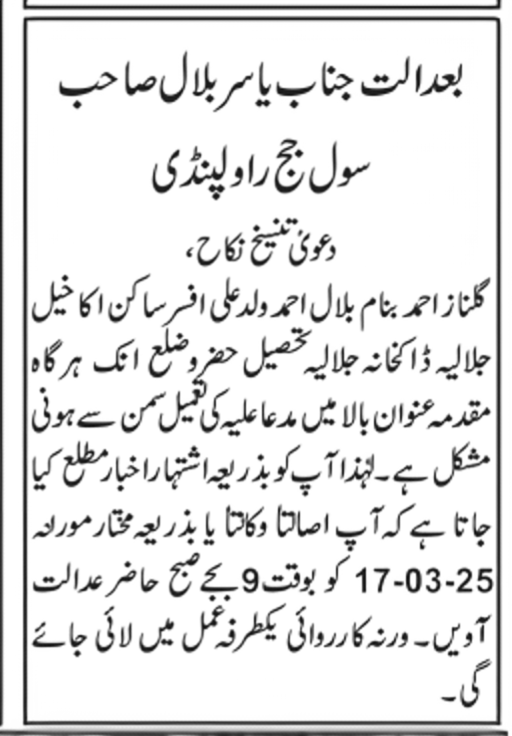 بعدالت جناب یاسر بلال صاحب
سول جج راولپنڈی
دعویٰ تنسیخ نکاح،
گلناز احمد بنام بلال احمد ولد علی افسر ساکن اکا خیل
جلالیہ ڈاکخانہ جلالیہ تحصیل حضرو ضلع اٹک ہرگاہ
مقدمہ عنوان بالا میں مدعا علیہ کی تعمیل سمن سے ہونی
مشکل ہے۔ لہٰذا آپ کو بذریعہ اشتہار اخبار مطلع کیا
جاتا ہے کہ آپ اصالتا وکالتا یا بذریعہ مختار مورخہ
17-03-25 کو بوقت 9 بجے صبح حاضر عدالت
آویں۔ ورنہ کارروائی یکطرفہ عمل میں لائی جائے
گی۔